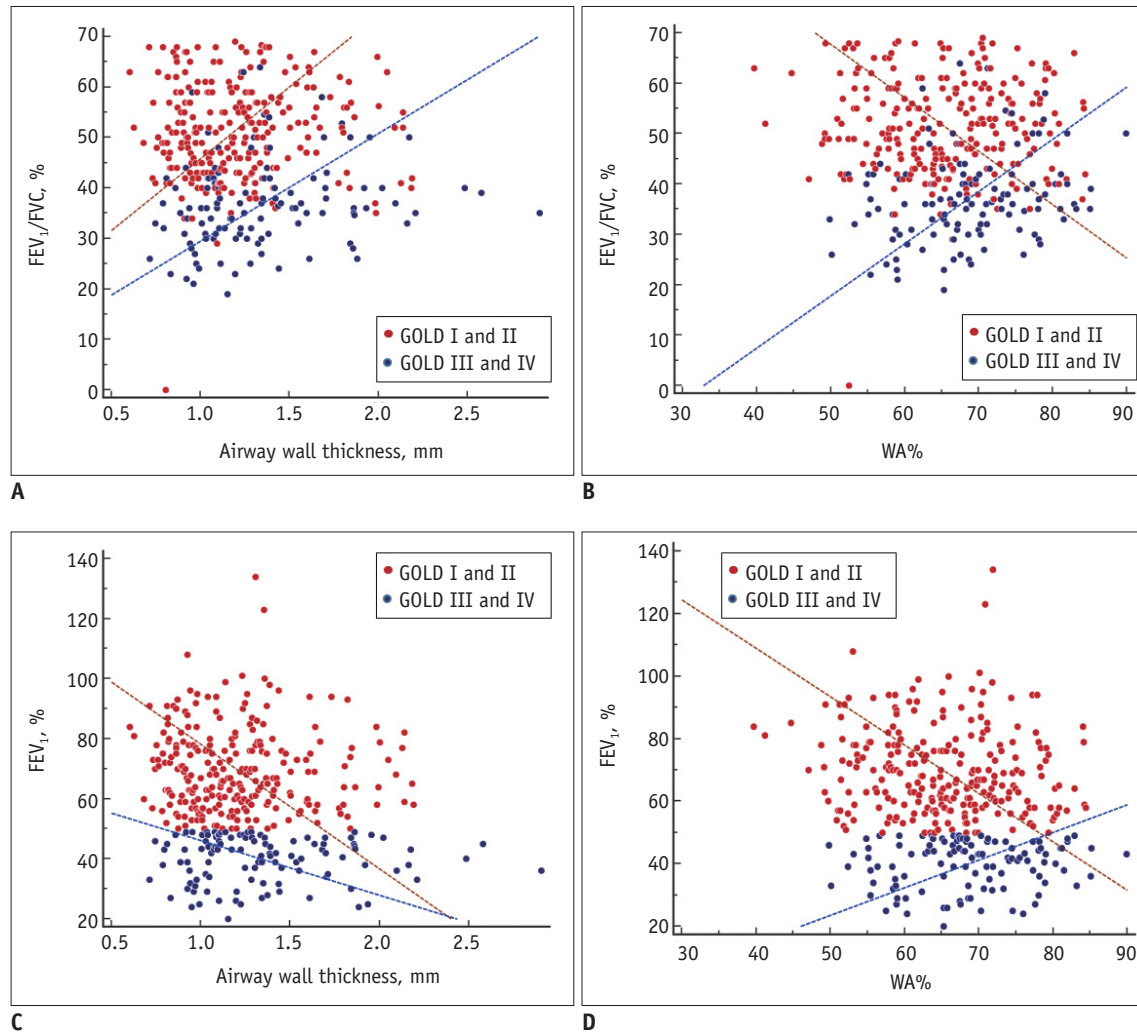 70
60
50
40
30
20
10
0
FEV₁/FVC, %
GOLD I and II
GOLD III and IV
0.5 1.0 1.5 2.0 2.5
Airway wall thickness, mm
A
70
60
50
40
30
20
10
0
FEV₁/FVC, %
GOLD I and II
GOLD III and IV
30 40 50 60 70 80 90
WA%
B
140
120
100
80
60
40
20
FEV₁, %
GOLD I and II
GOLD III and IV
0.5 1.0 1.5 2.0 2.5
Airway wall thickness, mm
C
140
120
100
80
60
40
20
FEV₁, %
GOLD I and II
GOLD III and IV
30 40 50 60 70 80 90
WA%
D